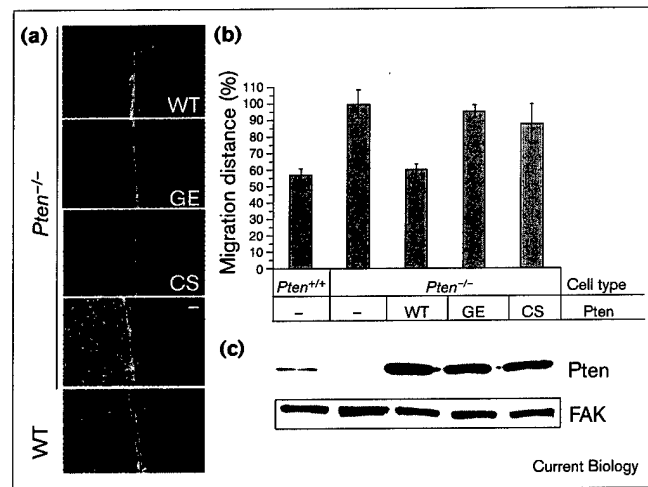 (a)
WT
GE
CS
–
Pten−/−
WT
(b)
Migration distance (%)
110
100
90
80
70
60
50
40
30
20
10
0
Pten+/+ Pten−/− Cell type
– – WT GE CS Pten
(c)
Pten
FAK
Current Biology